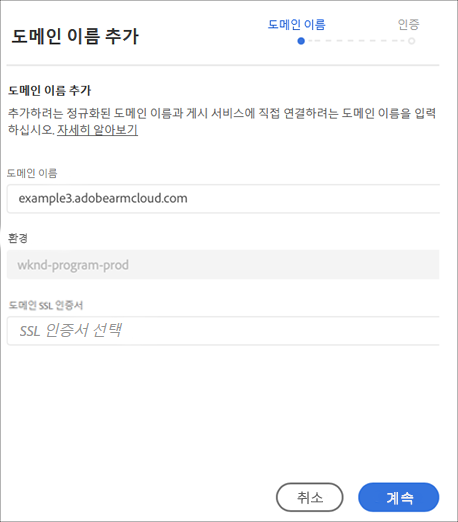 도메인 이름 추가
도메인 이름
인증
도메인 이름 추가
추가하려는 정규화된 도메인 이름과 게시 서비스에 직접 연결하려는 도메인 이름을 입력
하십시오. 자세히 알아보기
도메인 이름
example3.adobearmcloud.com
환경
wknd-program-prod
도메인 SSL 인증서
SSL 인증서 선택
취소
계속